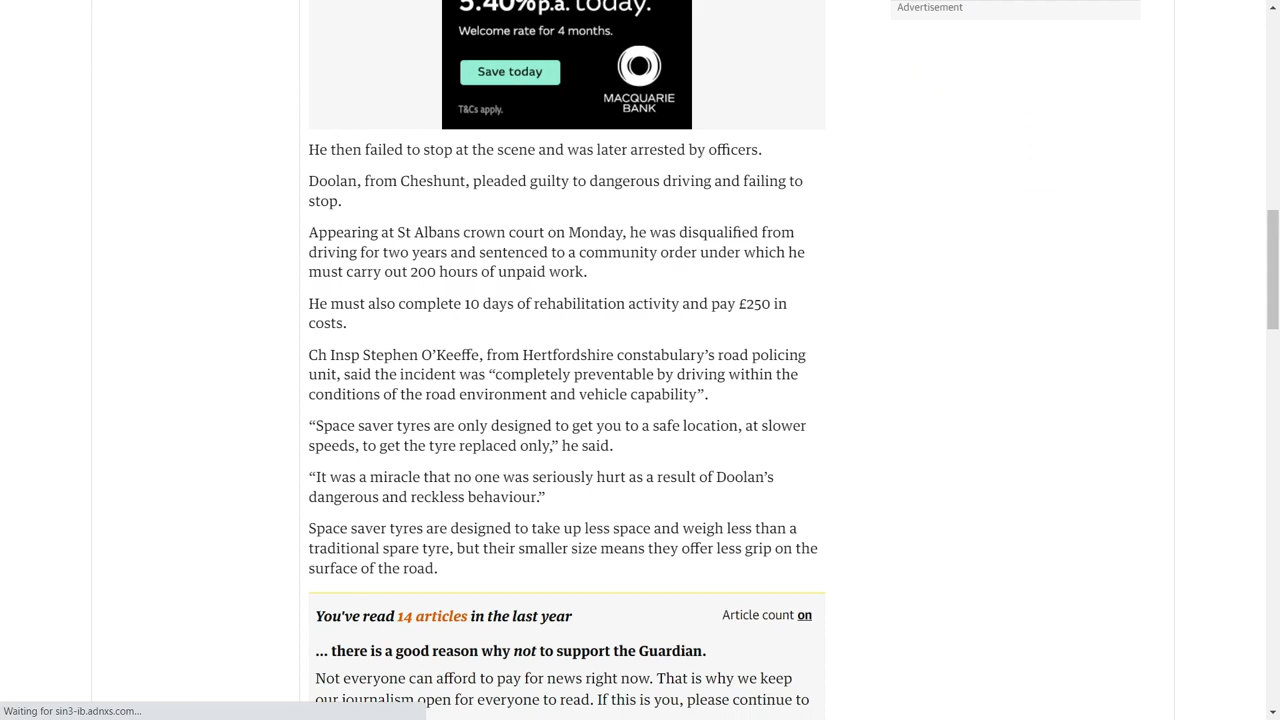 5.40%p.a. today.
Advertisement
Welcome rate for 4 months.
Save today
MACQUARIE
BANK
T&Cs apply.
He then failed to stop at the scene and was later arrested by officers.
Doolan, from Cheshunt, pleaded guilty to dangerous driving and failing to
stop.
Appearing at St Albans crown court on Monday, he was disqualified from
driving for two years and sentenced to a community order under which he
must carry out 200 hours of unpaid work.
He must also complete 10 days of rehabilitation activity and pay £250 in
costs.
Ch Insp Stephen O’Keeffe, from Hertfordshire constabulary’s road policing
unit, said the incident was “completely preventable by driving within the
conditions of the road environment and vehicle capability”.
“Space saver tyres are only designed to get you to a safe location, at slower
speeds, to get the tyre replaced only,” he said.
“It was a miracle that no one was seriously hurt as a result of Doolan’s
dangerous and reckless behaviour.”
Space saver tyres are designed to take up less space and weigh less than a
traditional spare tyre, but their smaller size means they offer less grip on the
surface of the road.
You've read 14 articles in the last year
Article count on
... there is a good reason why not to support the Guardian.
Not everyone can afford to pay for news right now. That is why we keep
our journalism open for everyone to read. If this is you, please continue to
Waiting for sin3-ib.adnxs.com...